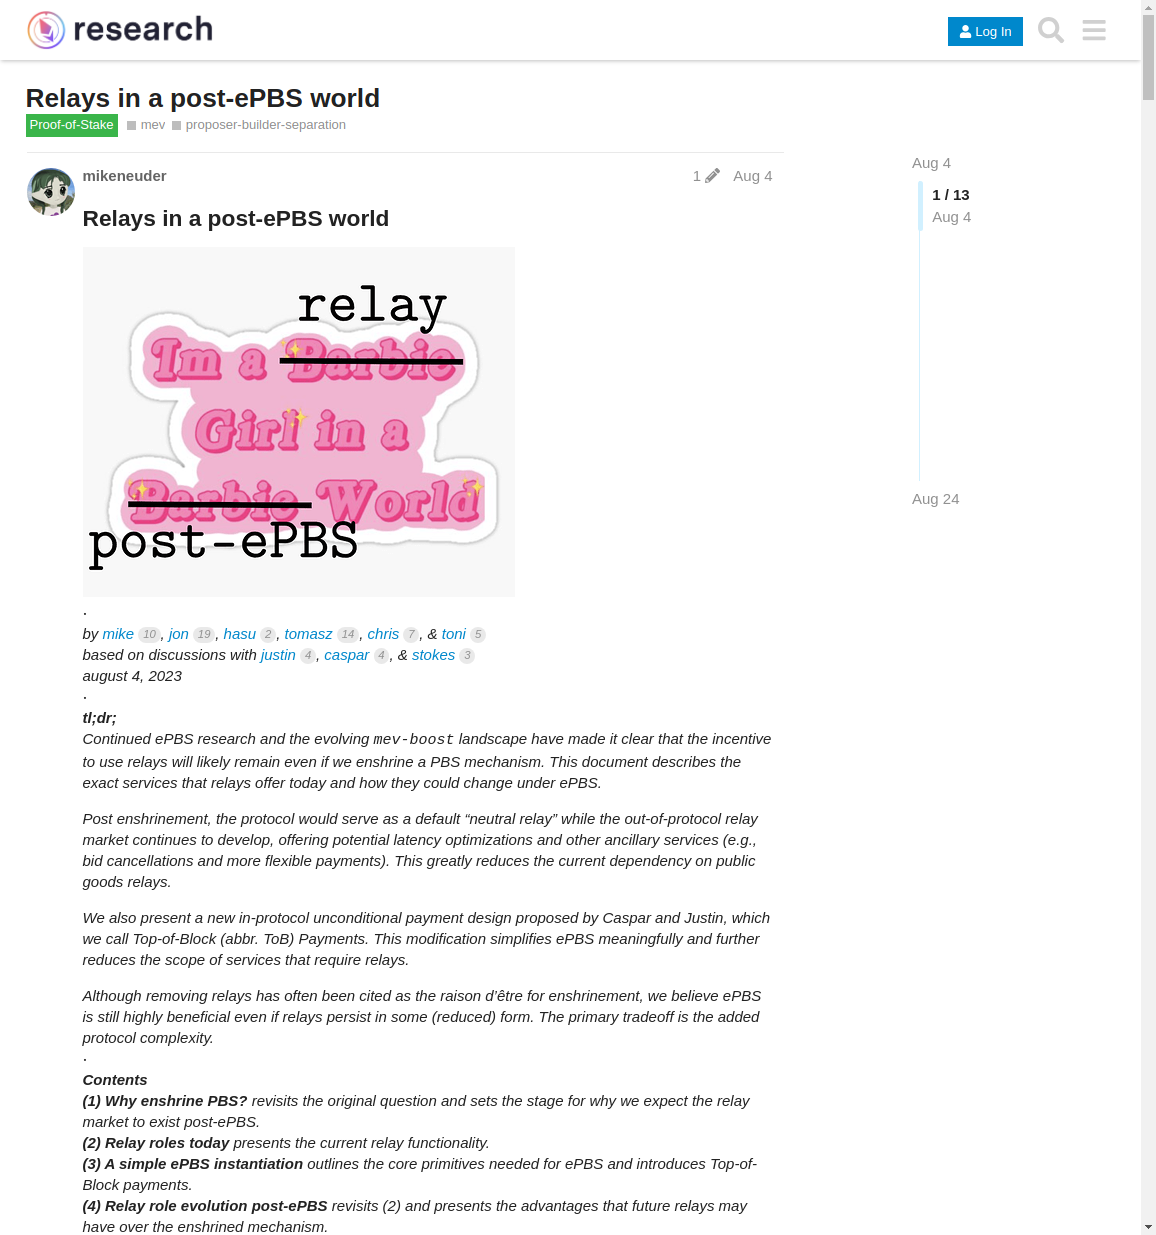 research
Log In
Relays in a post-ePBS world
Proof-of-Stake mev proposer-builder-separation
mikeneuder 1 Aug 4
Relays in a post-ePBS world
relay
Im a Barbie
Girl in a
Barbie World
post-ePBS
.
by mike 10, jon 19, hasu 2, tomasz 14, chris 7, & toni 5
based on discussions with justin 4, caspar 4, & stokes 3
august 4, 2023
.
tl;dr;
Continued ePBS research and the evolving mev-boost landscape have made it clear that the incentive
to use relays will likely remain even if we enshrine a PBS mechanism. This document describes the
exact services that relays offer today and how they could change under ePBS.
Post enshrinement, the protocol would serve as a default “neutral relay” while the out-of-protocol relay
market continues to develop, offering potential latency optimizations and other ancillary services (e.g.,
bid cancellations and more flexible payments). This greatly reduces the current dependency on public
goods relays.
We also present a new in-protocol unconditional payment design proposed by Caspar and Justin, which
we call Top-of-Block (abbr. ToB) Payments. This modification simplifies ePBS meaningfully and further
reduces the scope of services that require relays.
Although removing relays has often been cited as the raison d’être for enshrinement, we believe ePBS
is still highly beneficial even if relays persist in some (reduced) form. The primary tradeoff is the added
protocol complexity.
.
Contents
(1) Why enshrine PBS? revisits the original question and sets the stage for why we expect the relay
market to exist post-ePBS.
(2) Relay roles today presents the current relay functionality.
(3) A simple ePBS instantiation outlines the core primitives needed for ePBS and introduces Top-of-
Block payments.
(4) Relay role evolution post-ePBS revisits (2) and presents the advantages that future relays may
have over the enshrined mechanism.
Aug 4
1 / 13
Aug 4
Aug 24